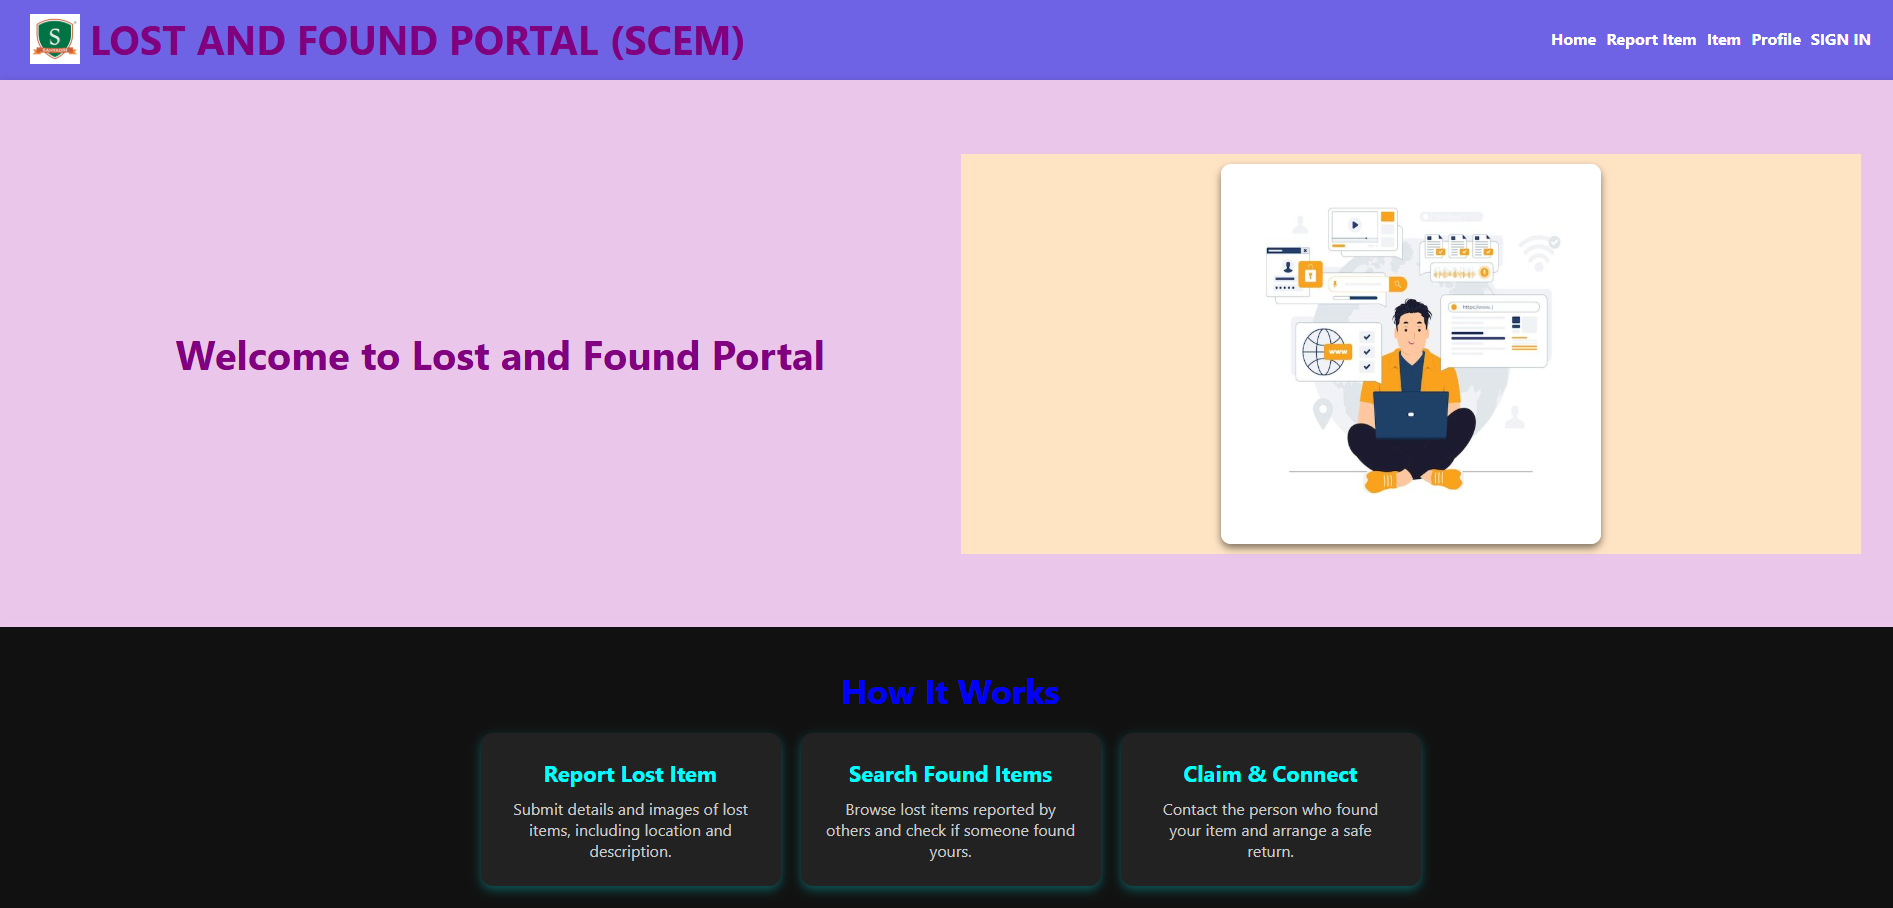 S
LOST AND FOUND PORTAL (SCEM)
Home Report Item Item Profile SIGN IN
Welcome to Lost and Found Portal
https://www. |
www
How It Works
Report Lost Item
Submit details and images of lost
items, including location and
description.
Search Found Items
Browse lost items reported by
others and check if someone found
yours.
Claim & Connect
Contact the person who found
your item and arrange a safe
return.